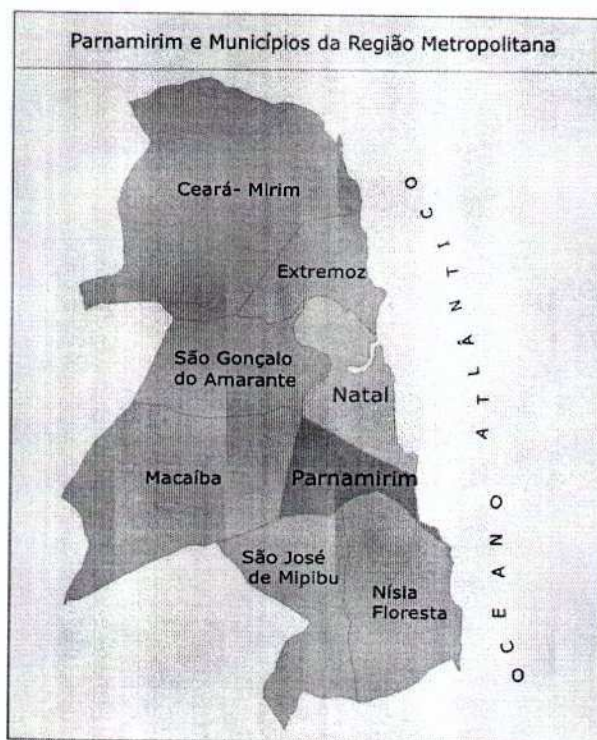 Parnamirim e Municípios da Região Metropolitana
Ceará- Mirim
Extremoz
São Gonçalo
do Amarante
Natal
Macaíba
Parnamirim
São José
de Mipibu
Nísia
Floresta
OCEANO ATLÂNTICO